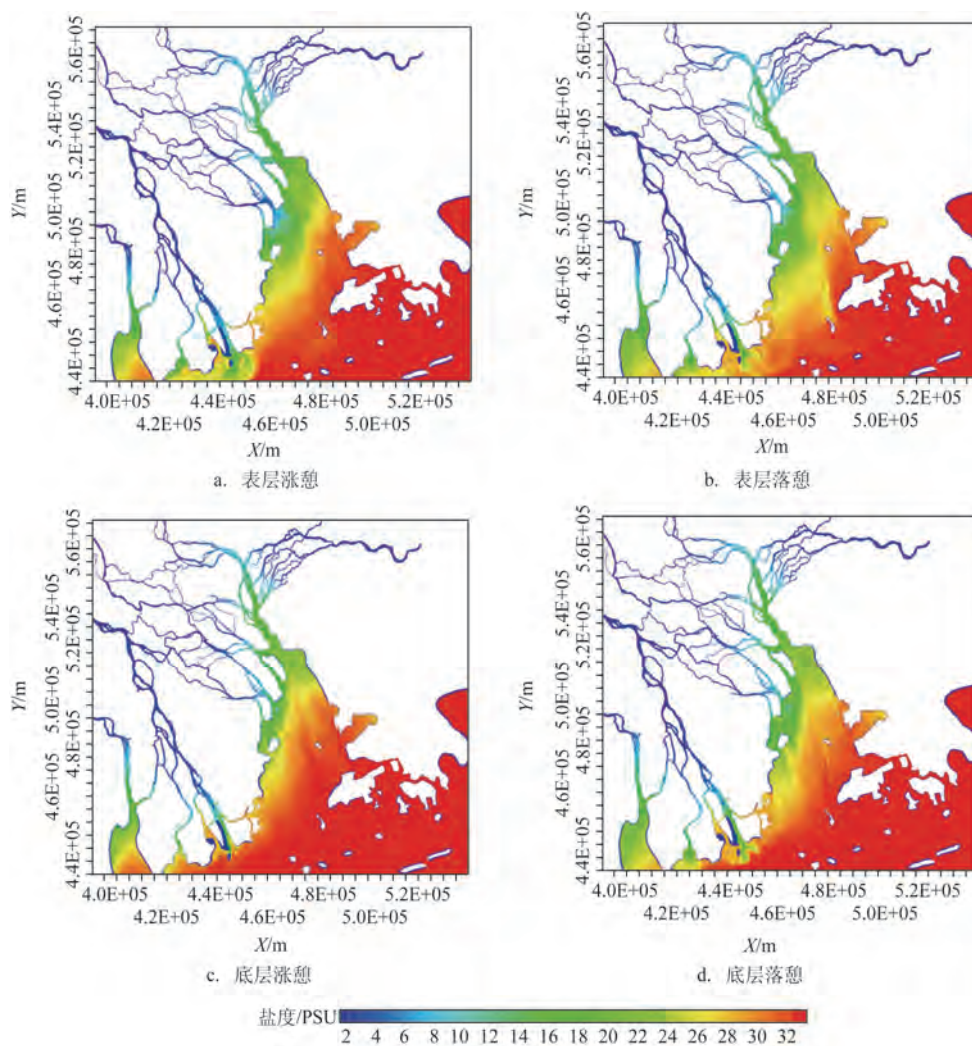 5.6E+05
5.4E+05
5.2E+05
5.0E+05
4.8E+05
4.6E+05
4.4E+05
Y/m
4.0E+05 4.4E+05 4.8E+05 5.2E+05
4.2E+05 4.6E+05 5.0E+05
X/m
a. 表层涨憩
5.6E+05
5.4E+05
5.2E+05
5.0E+05
4.8E+05
4.6E+05
4.4E+05
Y/m
4.0E+05 4.4E+05 4.8E+05 5.2E+05
4.2E+05 4.6E+05 5.0E+05
X/m
b. 表层落憩
5.6E+05
5.4E+05
5.2E+05
5.0E+05
4.8E+05
4.6E+05
4.4E+05
Y/m
4.0E+05 4.4E+05 4.8E+05 5.2E+05
4.2E+05 4.6E+05 5.0E+05
X/m
c. 底层涨憩
5.6E+05
5.4E+05
5.2E+05
5.0E+05
4.8E+05
4.6E+05
4.4E+05
Y/m
4.0E+05 4.4E+05 4.8E+05 5.2E+05
4.2E+05 4.6E+05 5.0E+05
X/m
d. 底层落憩
盐度/PSU
2 4 6 8 10 12 14 16 18 20 22 24 26 28 30 32